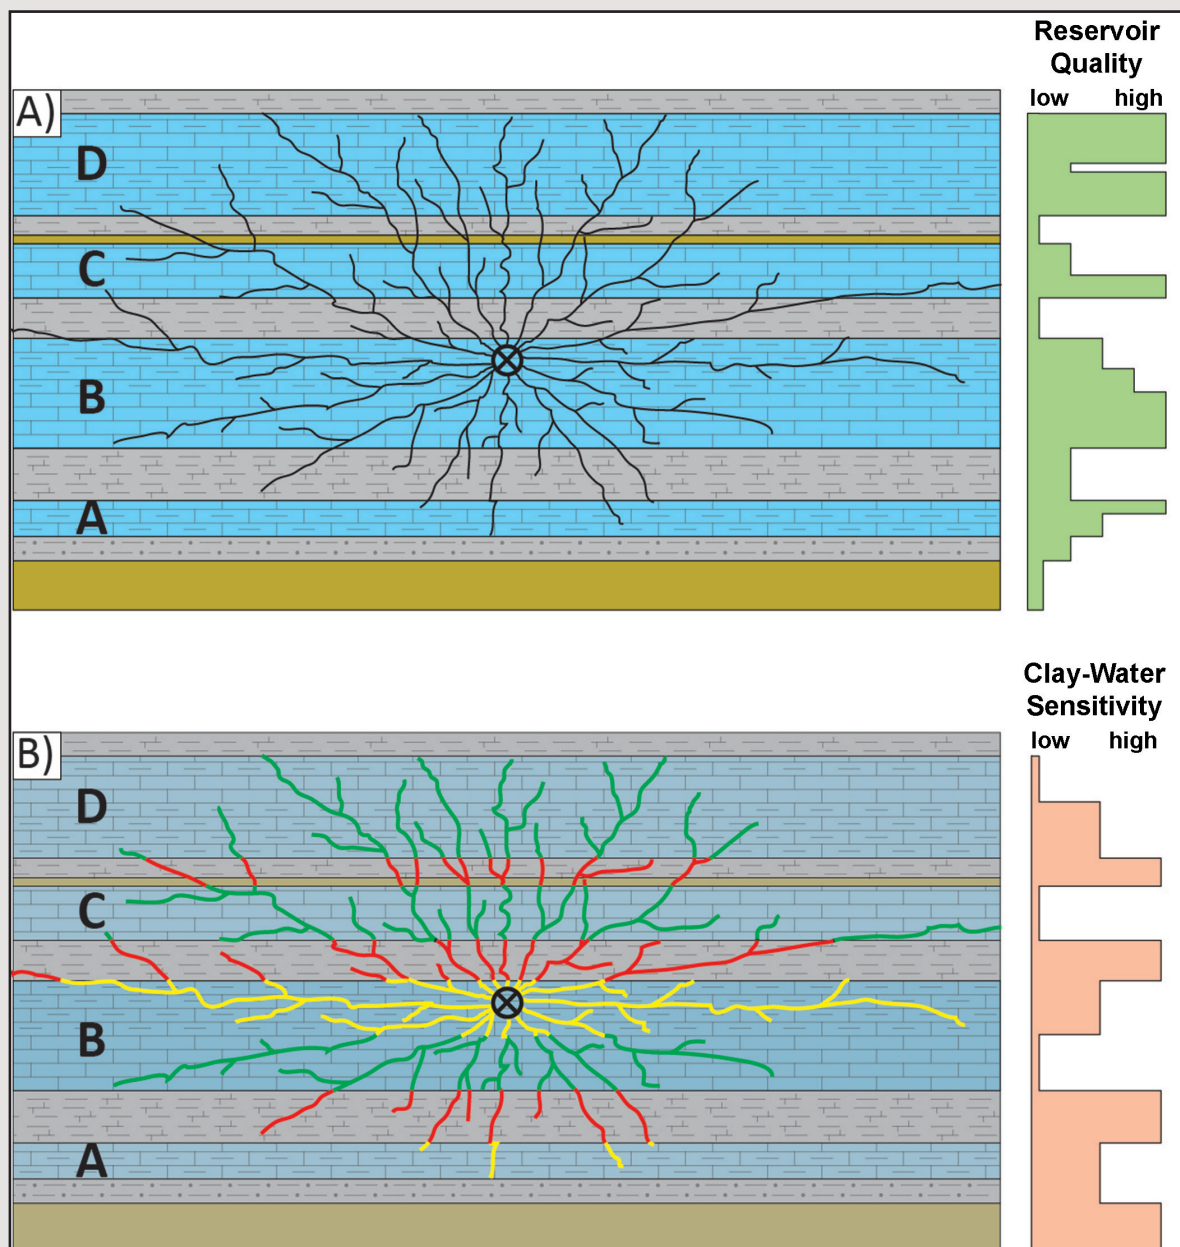 Reservoir
Quality
low high
A)
D
C
B
A
Clay-Water
Sensitivity
low high
B)
D
C
B
A